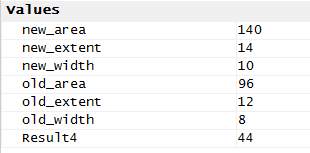 Values
new_area 140
new_extent 14
new_width 10
old_area 96
old_extent 12
old_width 8
Result4 44